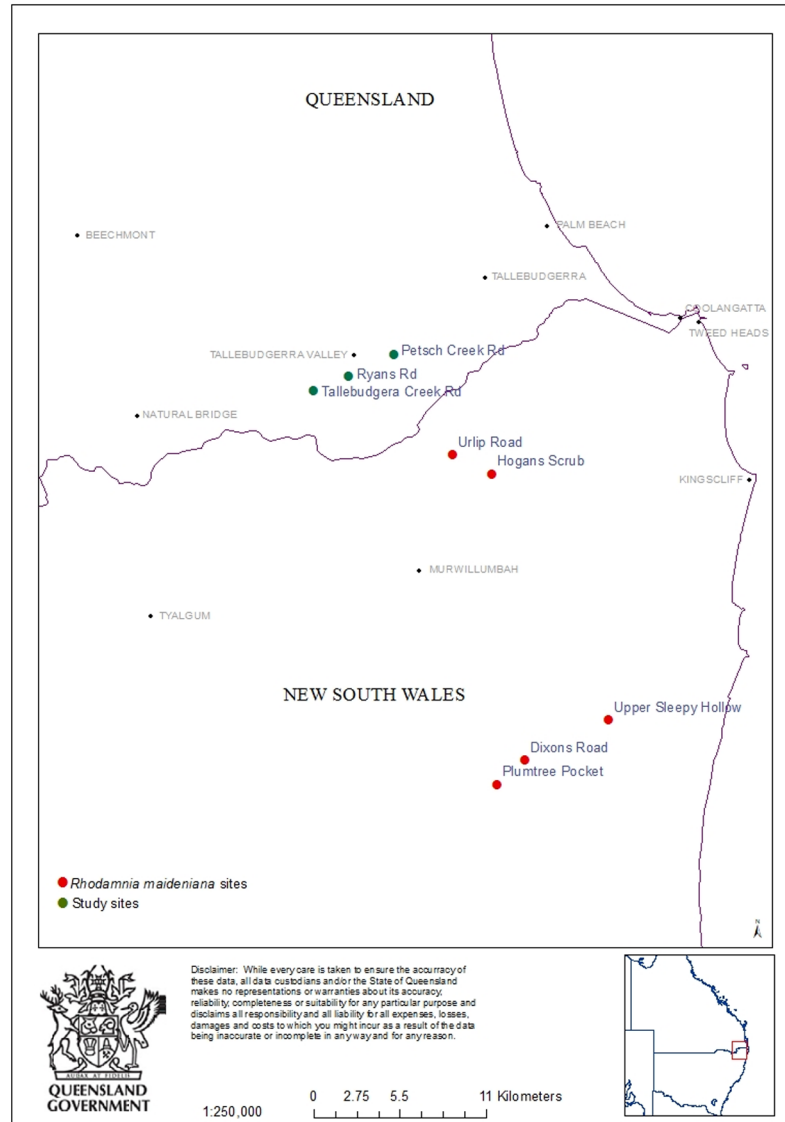 QUEENSLAND
PALM BEACH
BEECHMONT
TALLEBUDGERRA
COOLANGATTA
TWEED HEADS
Petsch Creek Rd
TALLEBUDGERRA VALLEY
Ryans Rd
Tallebudgera Creek Rd
NATURAL BRIDGE
Urlip Road
Hogans Scrub
KINGSCLIFF
MURWILLUMBAH
TYALGUM
NEW SOUTH WALES
Upper Sleepy Hollow
Dixons Road
Plumtree Pocket
Rhodamnia maideniana sites
Study sites
N
Disclaimer: While every care is taken to ensure the accurracy of
these data, all data custodians and/or the State of Queensland
makes no representations or warranties about its accuracy,
reliability, completeness or suitability for any particular purpose and
disclaims all responsibility and all liability for all expenses, losses,
damages and costs to which you might incur as a result of the data
being inaccurate or incomplete in any way and for any reason.
AUDAX AT FIDELIS
QUEENSLAND
GOVERNMENT
1:250,000
0 2.75 5.5 11 Kilometers